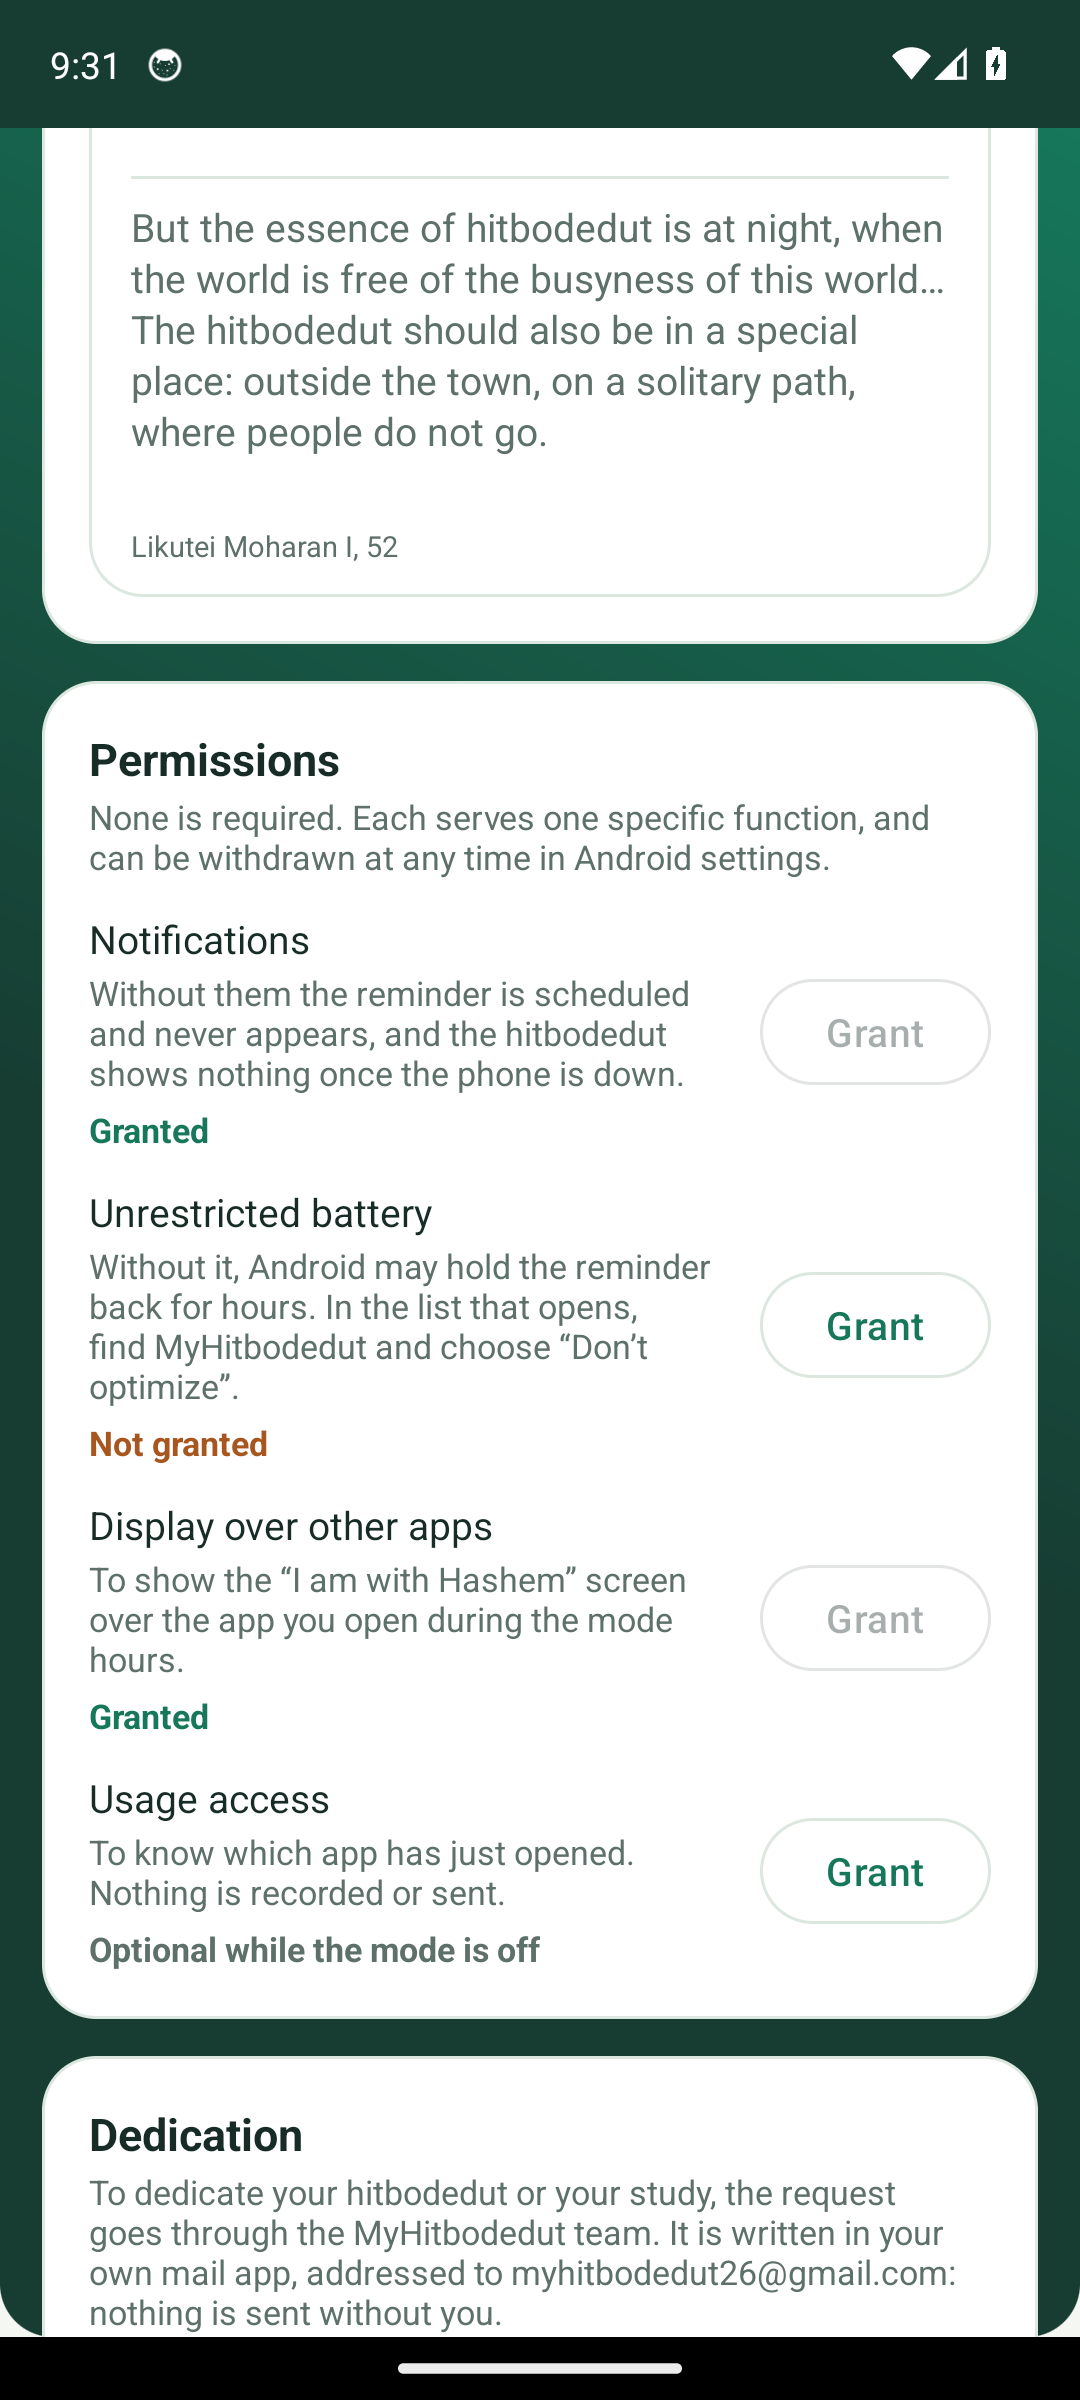 9:31
But the essence of hitbodedut is at night, when
the world is free of the busyness of this world…
The hitbodedut should also be in a special
place: outside the town, on a solitary path,
where people do not go.
Likutei Moharan I, 52
Permissions
None is required. Each serves one specific function, and
can be withdrawn at any time in Android settings.
Notifications
Without them the reminder is scheduled
and never appears, and the hitbodedut
shows nothing once the phone is down.
Granted
Grant
Unrestricted battery
Without it, Android may hold the reminder
back for hours. In the list that opens,
find MyHitbodedut and choose “Don’t
optimize”.
Not granted
Grant
Display over other apps
To show the “I am with Hashem” screen
over the app you open during the mode
hours.
Granted
Grant
Usage access
To know which app has just opened.
Nothing is recorded or sent.
Optional while the mode is off
Grant
Dedication
To dedicate your hitbodedut or your study, the request
goes through the MyHitbodedut team. It is written in your
own mail app, addressed to myhitbodedut26@gmail.com:
nothing is sent without you.